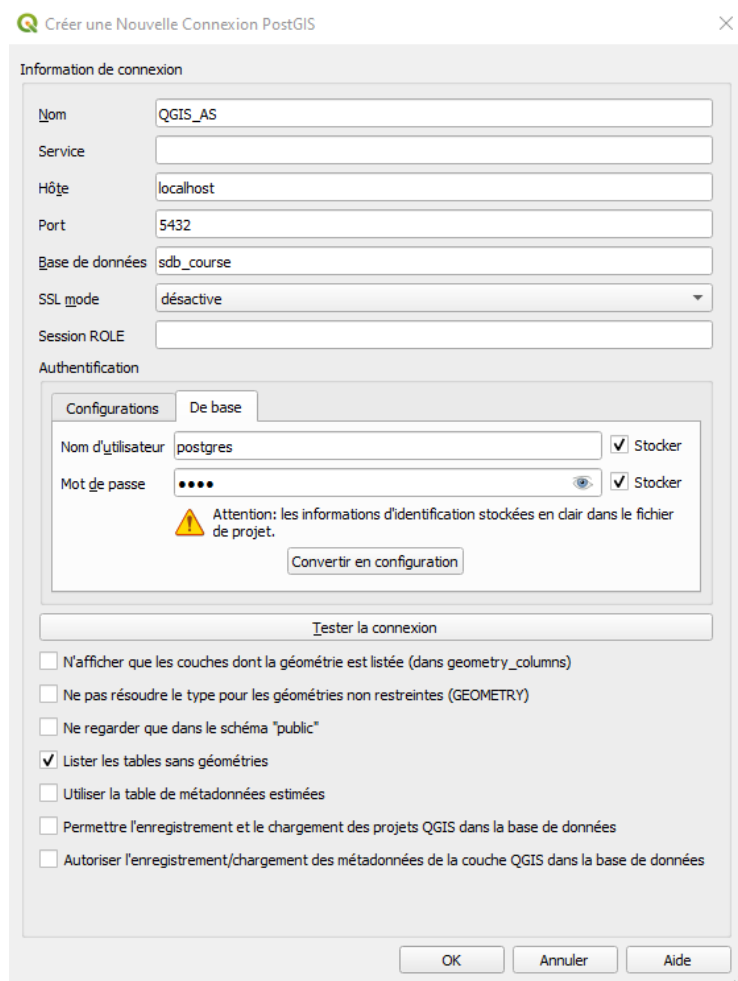 Créer une Nouvelle Connexion PostGIS
Information de connexion
Nom QGIS_AS
Service
Hôte localhost
Port 5432
Base de données sdb_course
SSL mode désactive
Session ROLE
Authentification
Configurations De base
Nom d'utilisateur postgres Stocker
Mot de passe •••• Stocker
Attention: les informations d'identification stockées en clair dans le fichier
de projet.
Convertir en configuration
Tester la connexion
N'afficher que les couches dont la géométrie est listée (dans geometry_columns)
Ne pas résoudre le type pour les géométries non restreintes (GEOMETRY)
Ne regarder que dans le schéma "public"
Lister les tables sans géométries
Utiliser la table de métadonnées estimées
Permettre l'enregistrement et le chargement des projets QGIS dans la base de données
Autoriser l'enregistrement/chargement des métadonnées de la couche QGIS dans la base de données
OK Annuler Aide